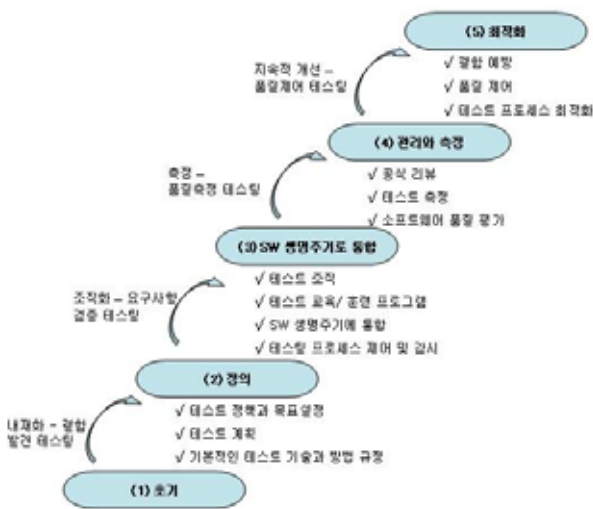 (5) 최적화
지속적 개선 –
품질제어 테스팅
√ 결함 예방
√ 품질 제어
√ 테스트 프로세스 최적화
(4) 관리와 측정
측정 –
품질측정 테스팅
√ 공식 리뷰
√ 테스트 측정
√ 소프트웨어 품질 평가
(3) SW 생명주기로 통합
조직화 – 요구사항
검증 테스팅
√ 테스트 조직
√ 테스트 교육/ 훈련 프로그램
√ SW 생명주기에 통합
√ 테스팅 프로세스 제어 및 감시
(2) 정의
내재화 – 결함
발견 테스팅
√ 테스트 정책과 목표설정
√ 테스트 계획
√ 기본적인 테스트 기술과 방법 규정
(1) 초기